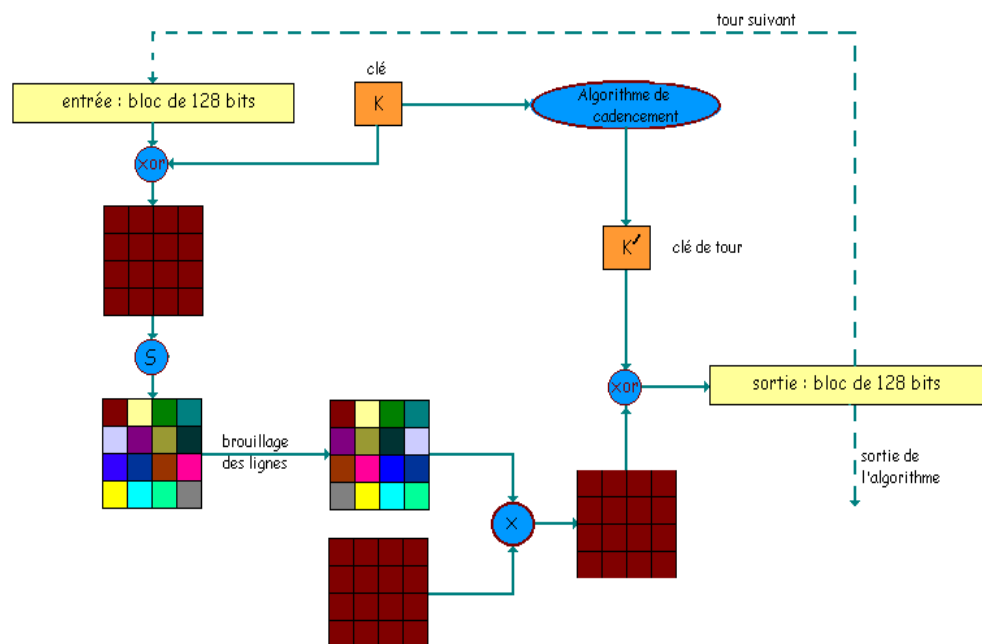 tour suivant
clé
entrée : bloc de 128 bits
K
Algorithme de
cadencement
xor
K'
clé de tour
S
xor
sortie : bloc de 128 bits
brouillage
des lignes
sortie de
l'algorithme
X